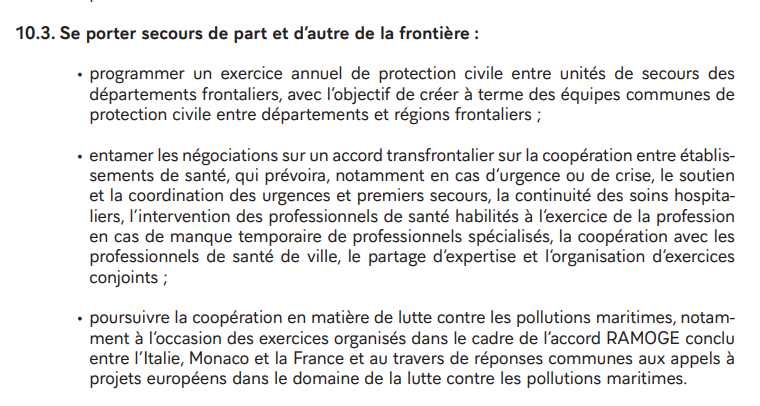 10.3. Se porter secours de part et d’autre de la frontière :
• programmer un exercice annuel de protection civile entre unités de secours des
départements frontaliers, avec l’objectif de créer à terme des équipes communes de
protection civile entre départements et régions frontaliers ;
• entamer les négociations sur un accord transfrontalier sur la coopération entre établis-
sements de santé, qui prévoira, notamment en cas d’urgence ou de crise, le soutien
et la coordination des urgences et premiers secours, la continuité des soins hospita-
liers, l’intervention des professionnels de santé habilités à l’exercice de la profession
en cas de manque temporaire de professionnels spécialisés, la coopération avec les
professionnels de santé de ville, le partage d’expertise et l’organisation d’exercices
conjoints ;
• poursuivre la coopération en matière de lutte contre les pollutions maritimes, notam-
ment à l’occasion des exercices organisés dans le cadre de l’accord RAMOGE conclu
entre l’Italie, Monaco et la France et au travers de réponses communes aux appels à
projets européens dans le domaine de la lutte contre les pollutions maritimes.